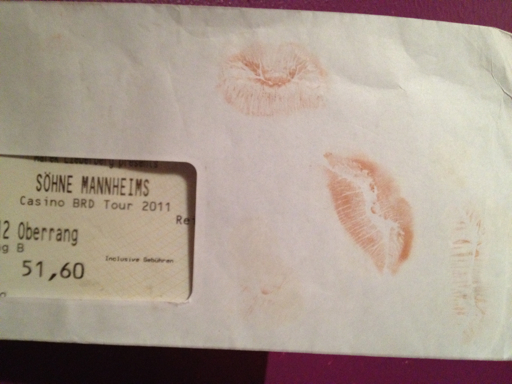 SÖHNE MANNHEIMS
Casino BRD Tour 2011
12 Oberrang
Inclusive Gebühren
51,60